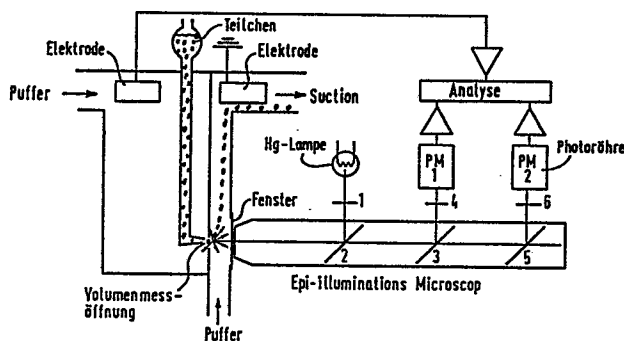 Teilchen
Elektrode
Elektrode
Puffer
Suction
Analyse
Hg-Lampe
PM
1
PM
2
Photoröhre
Fenster
1
4
6
2
3
5
Volumenmess-
öffnung
Epi-illuminations Microscop
Puffer